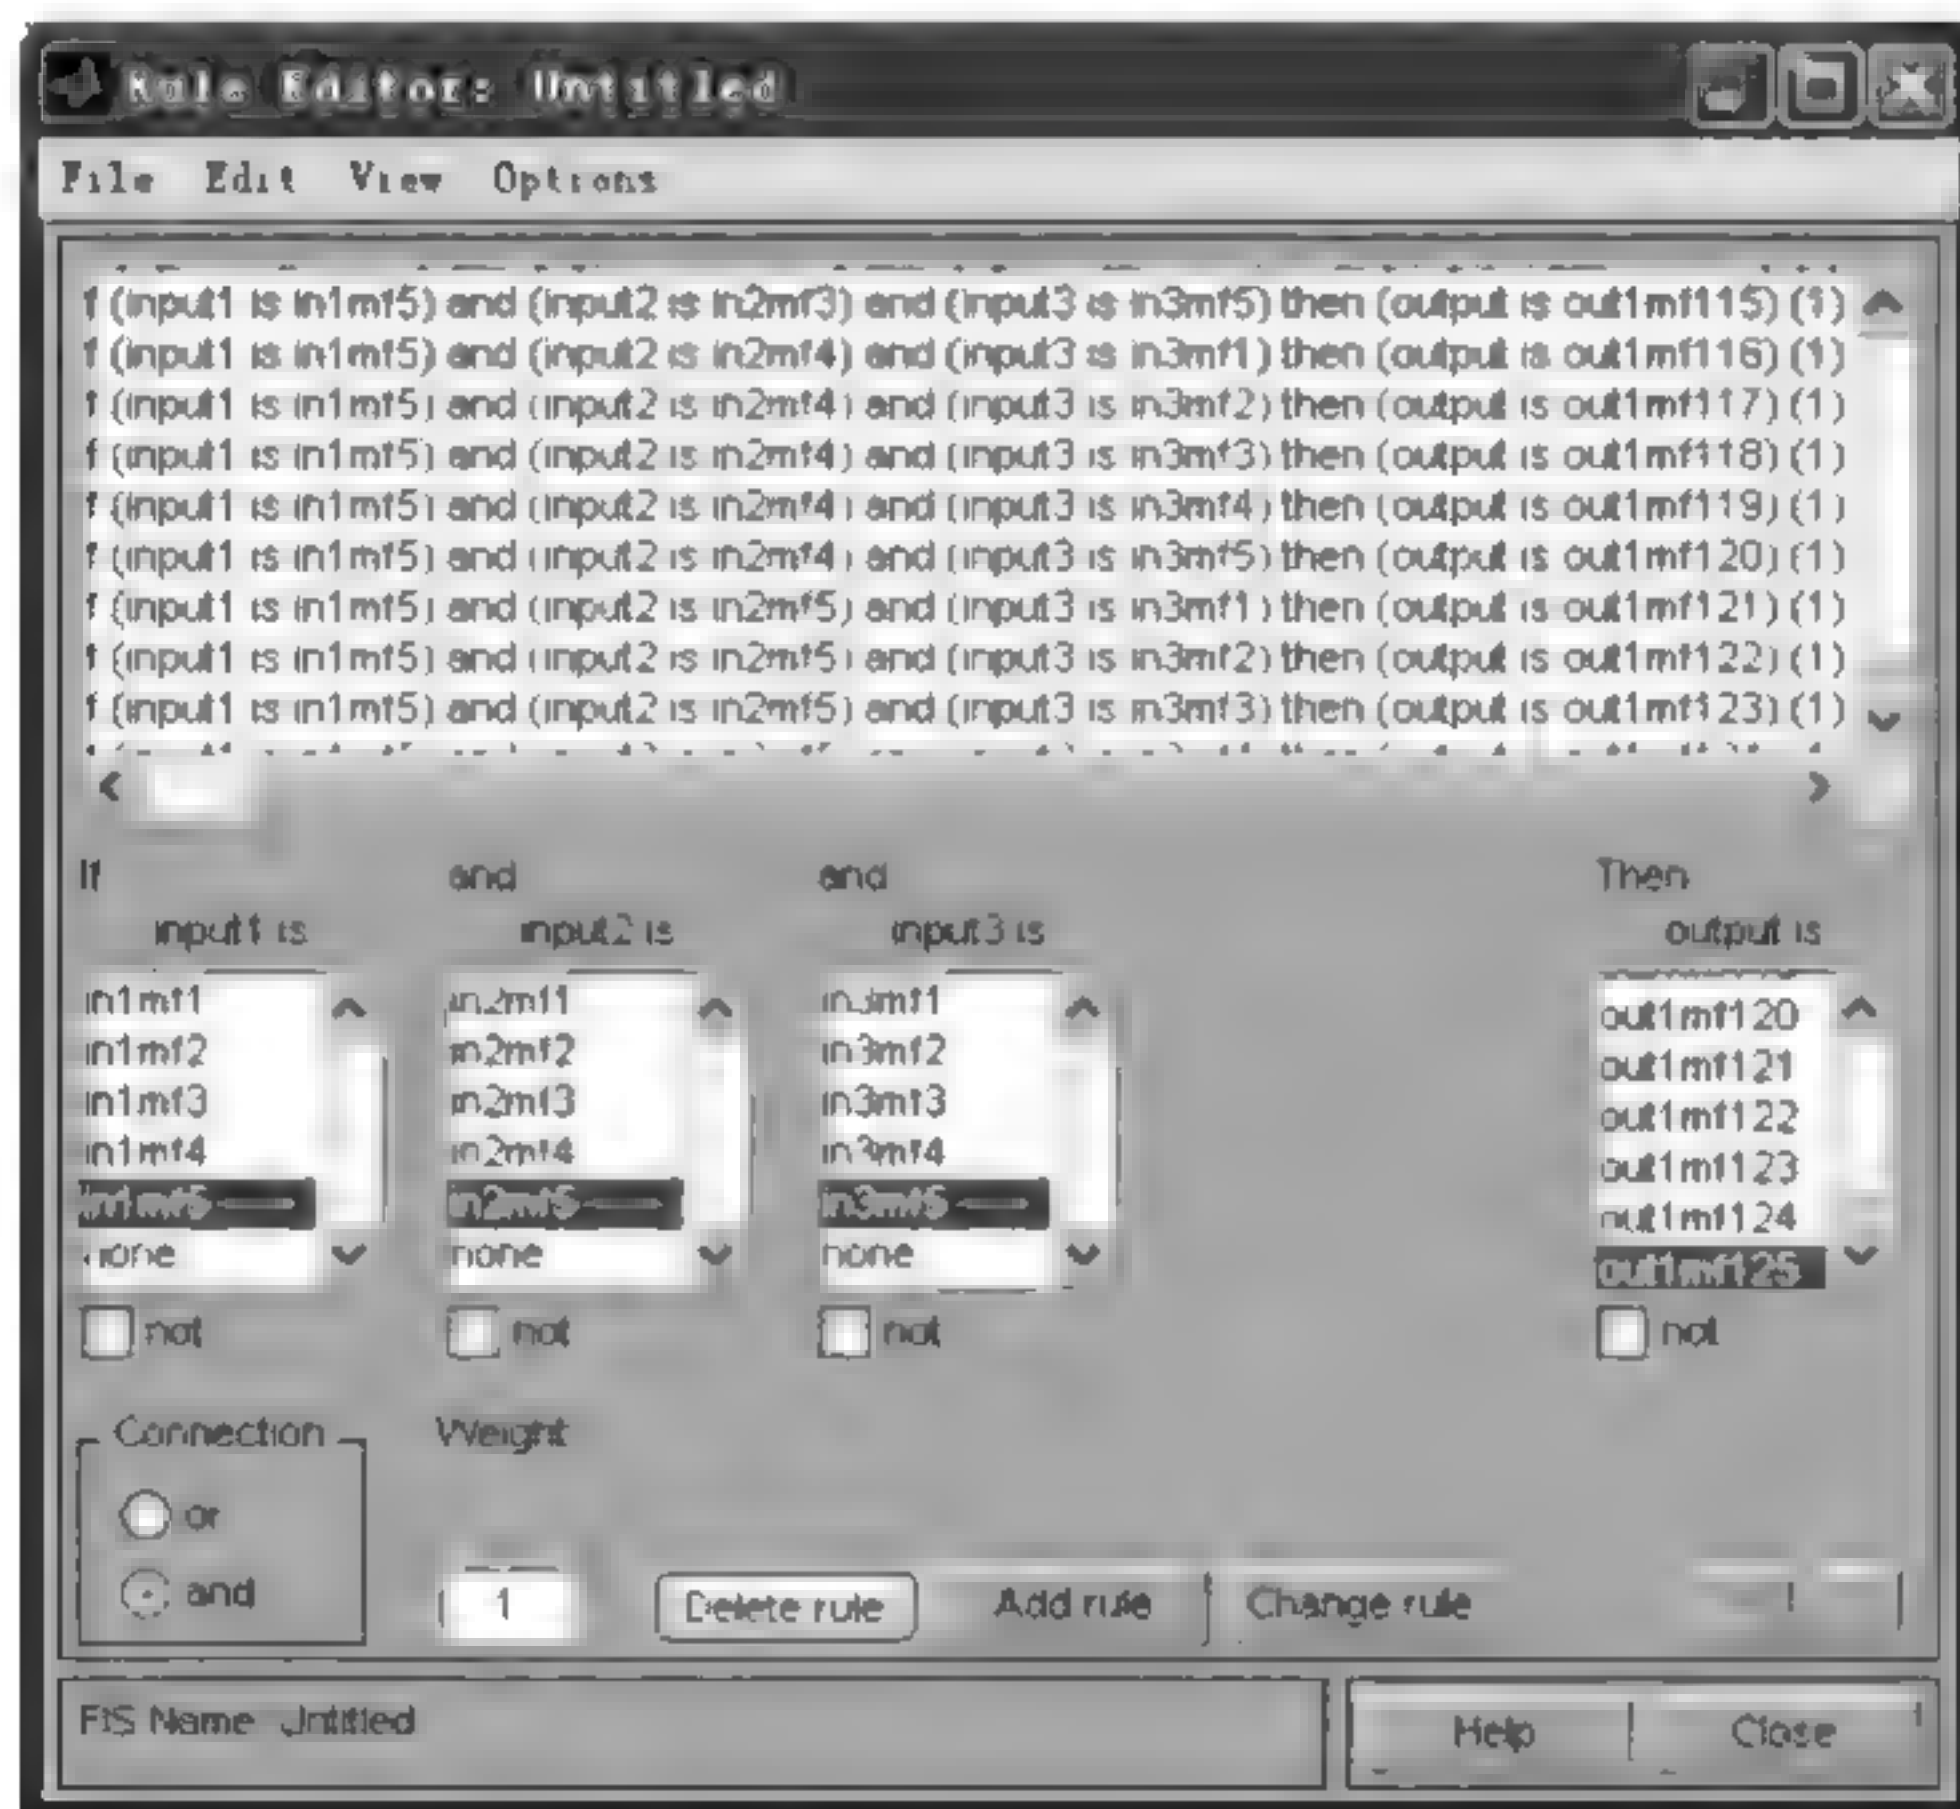 Rule Editor: Untitled
File Edit View Options
f (input1 is in1mf5) and (input2 is in2mf3) and (input3 is in3mf5) then (output is out1mf115) (1)
f (input1 is in1mf5) and (input2 is in2mf4) and (input3 is in3mf1) then (output is out1mf116) (1)
f (input1 is in1mf5) and (input2 is in2mf4) and (input3 is in3mf2) then (output is out1mf117) (1)
f (input1 is in1mf5) and (input2 is in2mf4) and (input3 is in3mf3) then (output is out1mf118) (1)
f (input1 is in1mf5) and (input2 is in2mf4) and (input3 is in3mf4) then (output is out1mf119) (1)
f (input1 is in1mf5) and (input2 is in2mf4) and (input3 is in3mf5) then (output is out1mf120) (1)
f (input1 is in1mf5) and (input2 is in2mf5) and (input3 is in3mf1) then (output is out1mf121) (1)
f (input1 is in1mf5) and (input2 is in2mf5) and (input3 is in3mf2) then (output is out1mf122) (1)
f (input1 is in1mf5) and (input2 is in2mf5) and (input3 is in3mf3) then (output is out1mf123) (1)
If and and Then
input1 is input2 is input3 is output is
in1mf1 in2mf1 in3mf1 out1mf120
in1mf2 in2mf2 in3mf2 out1mf121
in1mf3 in2mf3 in3mf3 out1mf122
in1mf4 in2mf4 in3mf4 out1mf123
in1mf5 in2mf5 in3mf5 out1mf124
none none none out1mf125
not not not not
Connection Weight
or
and 1 Delete rule Add rule Change rule
FIS Name Untitled Help Close